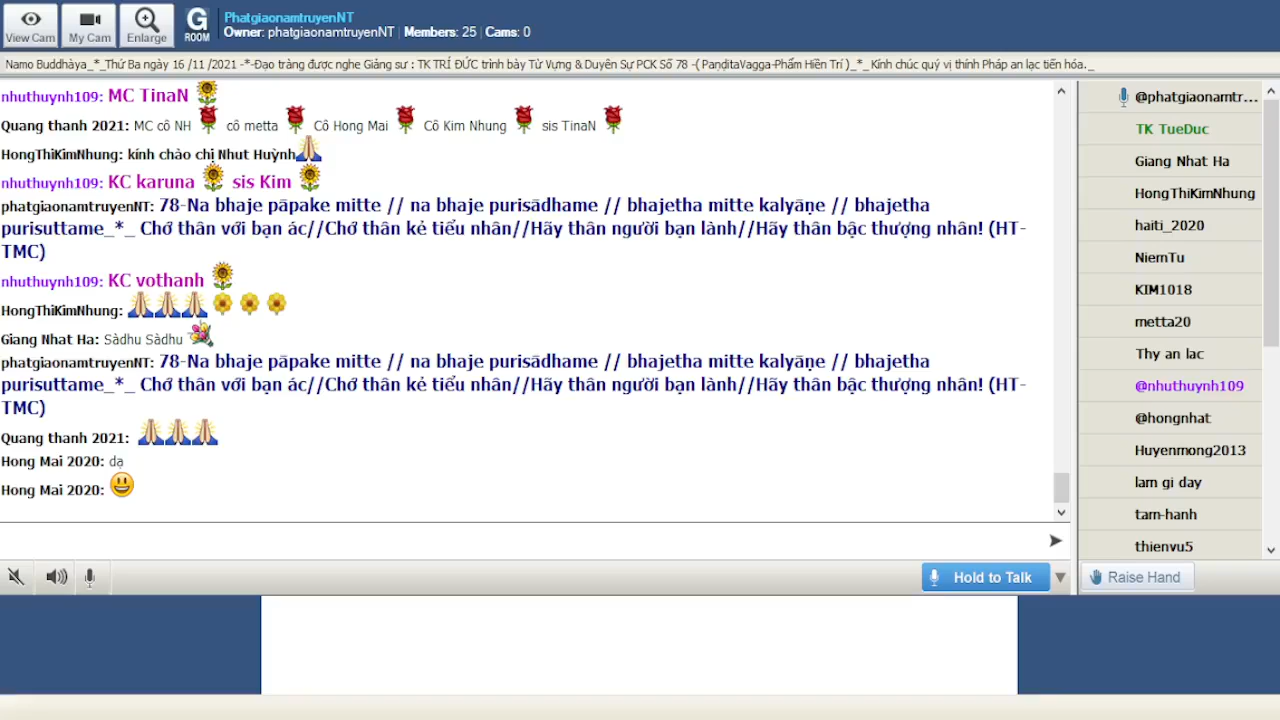 View Cam
My Cam
Enlarge
G
ROOM
PhatgiaonamtruyenNT
Owner: phatgiaonamtruyenNT | Members: 25 | Cams: 0
Namo Buddhàya_*_Thứ Ba ngày 16 /11 /2021 -*-Đạo tràng được nghe Giảng sư : TK TRÍ ĐỨC trình bày Từ Vựng & Duyên Sự PCK Số 78 -( PaṇḍitaVagga-Phẩm Hiền Trí )_*_ Kính chúc quý vị thính Pháp an lạc tiến hóa._
nhuthuynh109: MC TinaN
Quang thanh 2021: MC cô NH cô metta Cô Hong Mai Cô Kim Nhung sis TinaN
HongThiKimNhung: kính chào chị Nhut Huỳnh
nhuthuynh109: KC karuna sis Kim
phatgiaonamtruyenNT: 78-Na bhaje pāpake mitte // na bhaje purisādhame // bhajetha mitte kalyāṇe // bhajetha
purisuttame_*_ Chớ thân với bạn ác//Chớ thân kẻ tiểu nhân//Hãy thân người bạn lành//Hãy thân bậc thượng nhân! (HT-
TMC)
nhuthuynh109: KC vothanh
HongThiKimNhung:
Giang Nhat Ha: Sàdhu Sàdhu
phatgiaonamtruyenNT: 78-Na bhaje pāpake mitte // na bhaje purisādhame // bhajetha mitte kalyāṇe // bhajetha
purisuttame_*_ Chớ thân với bạn ác//Chớ thân kẻ tiểu nhân//Hãy thân người bạn lành//Hãy thân bậc thượng nhân! (HT-
TMC)
Quang thanh 2021:
Hong Mai 2020: dạ
Hong Mai 2020:
@phatgiaonamtr...
TK TueDuc
Giang Nhat Ha
HongThiKimNhung
haiti_2020
NiemTu
KIM1018
metta20
Thy an lac
@nhuthuynh109
@hongnhat
Huyenmong2013
lam gi day
tam-hanh
thienvu5
Hold to Talk
Raise Hand